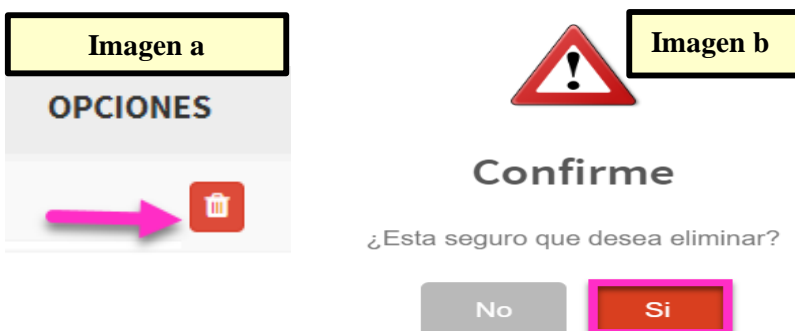 Imagen a
OPCIONES
Imagen b
Confirme
¿Esta seguro que desea eliminar?
No
Si